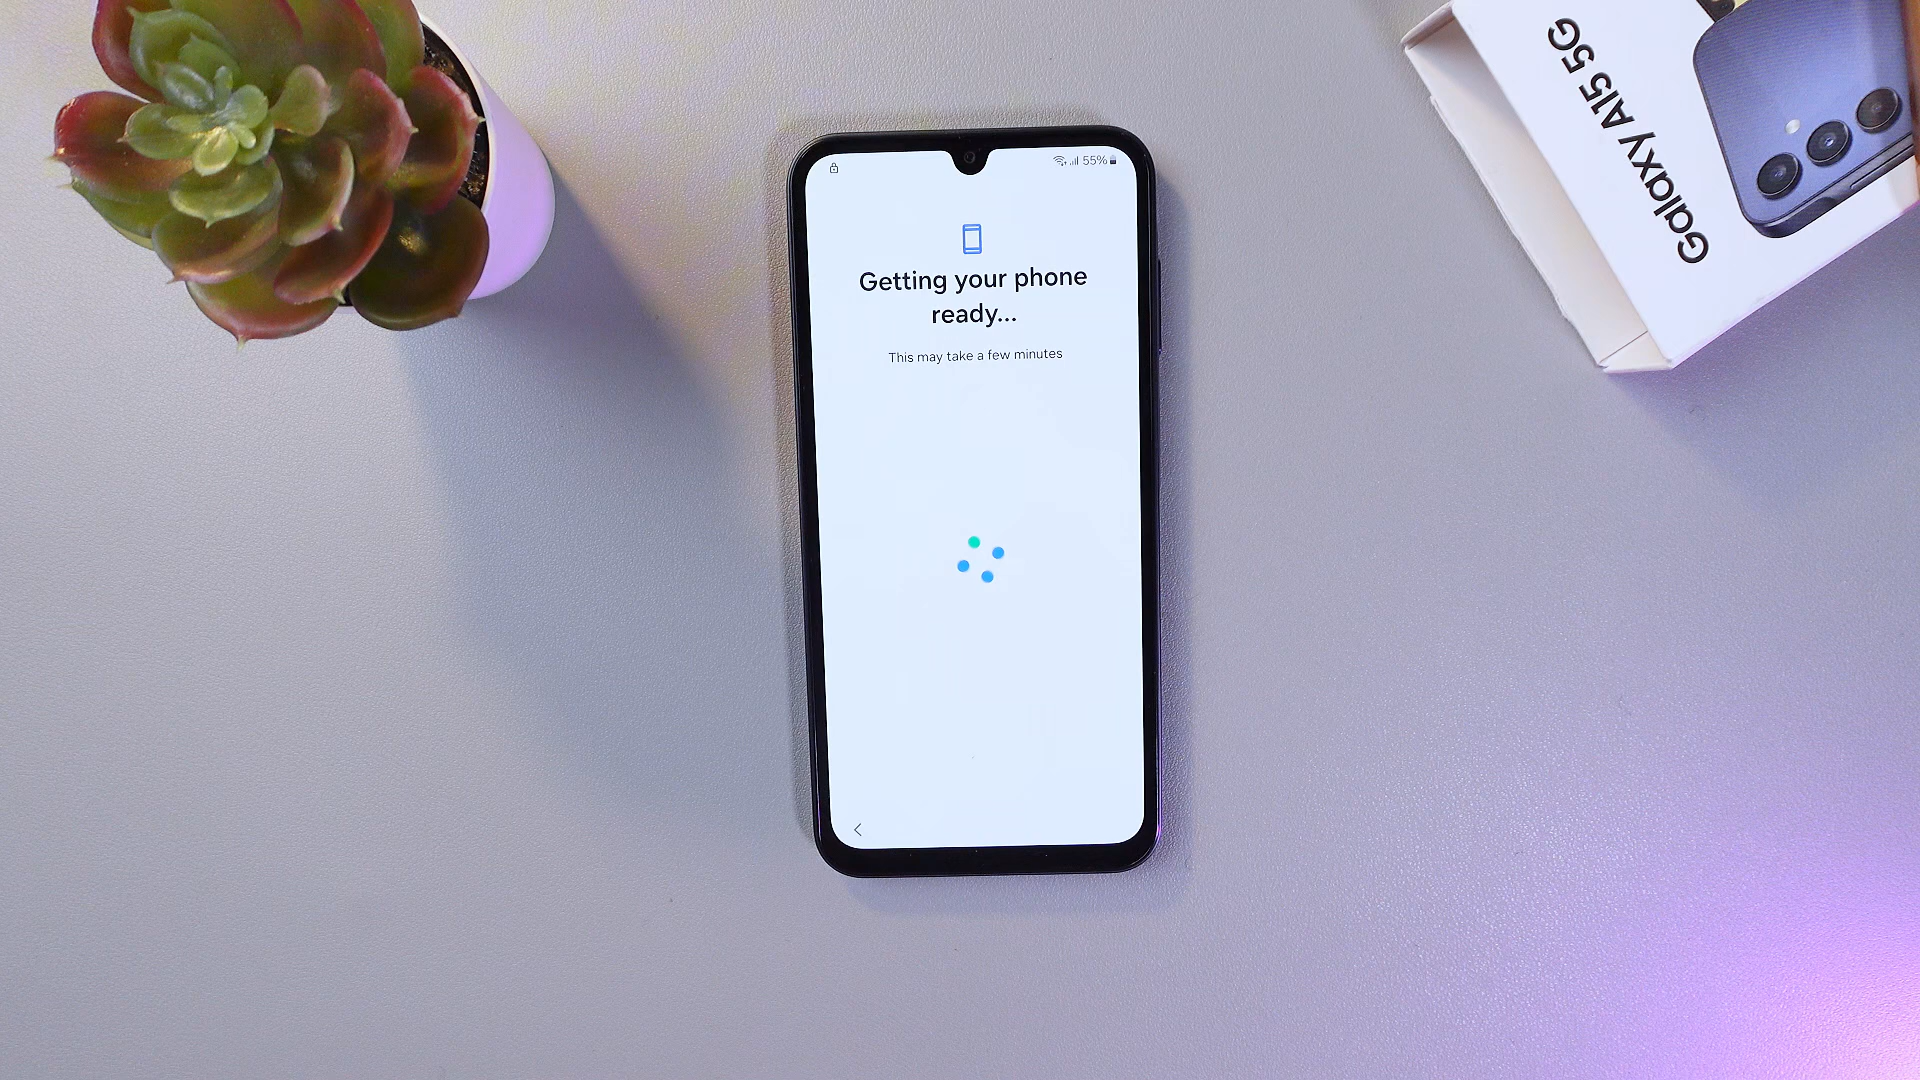 55%
Getting your phone
ready...
This may take a few minutes
Galaxy A15 5G